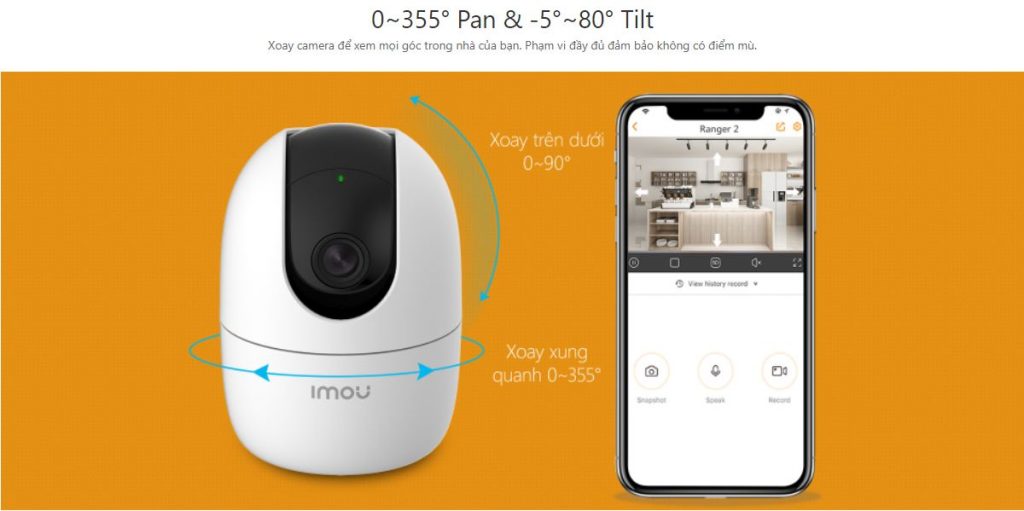 0~355° Pan & -5°~80° Tilt
Xoay camera để xem mọi góc trong nhà của bạn. Phạm vi đầy đủ đảm bảo không có điểm mù.
Xoay trên dưới
0~90°
Xoay xung
quanh 0~355°
imou
Ranger 2
SD
View history record
Snapshot
Speak
Record